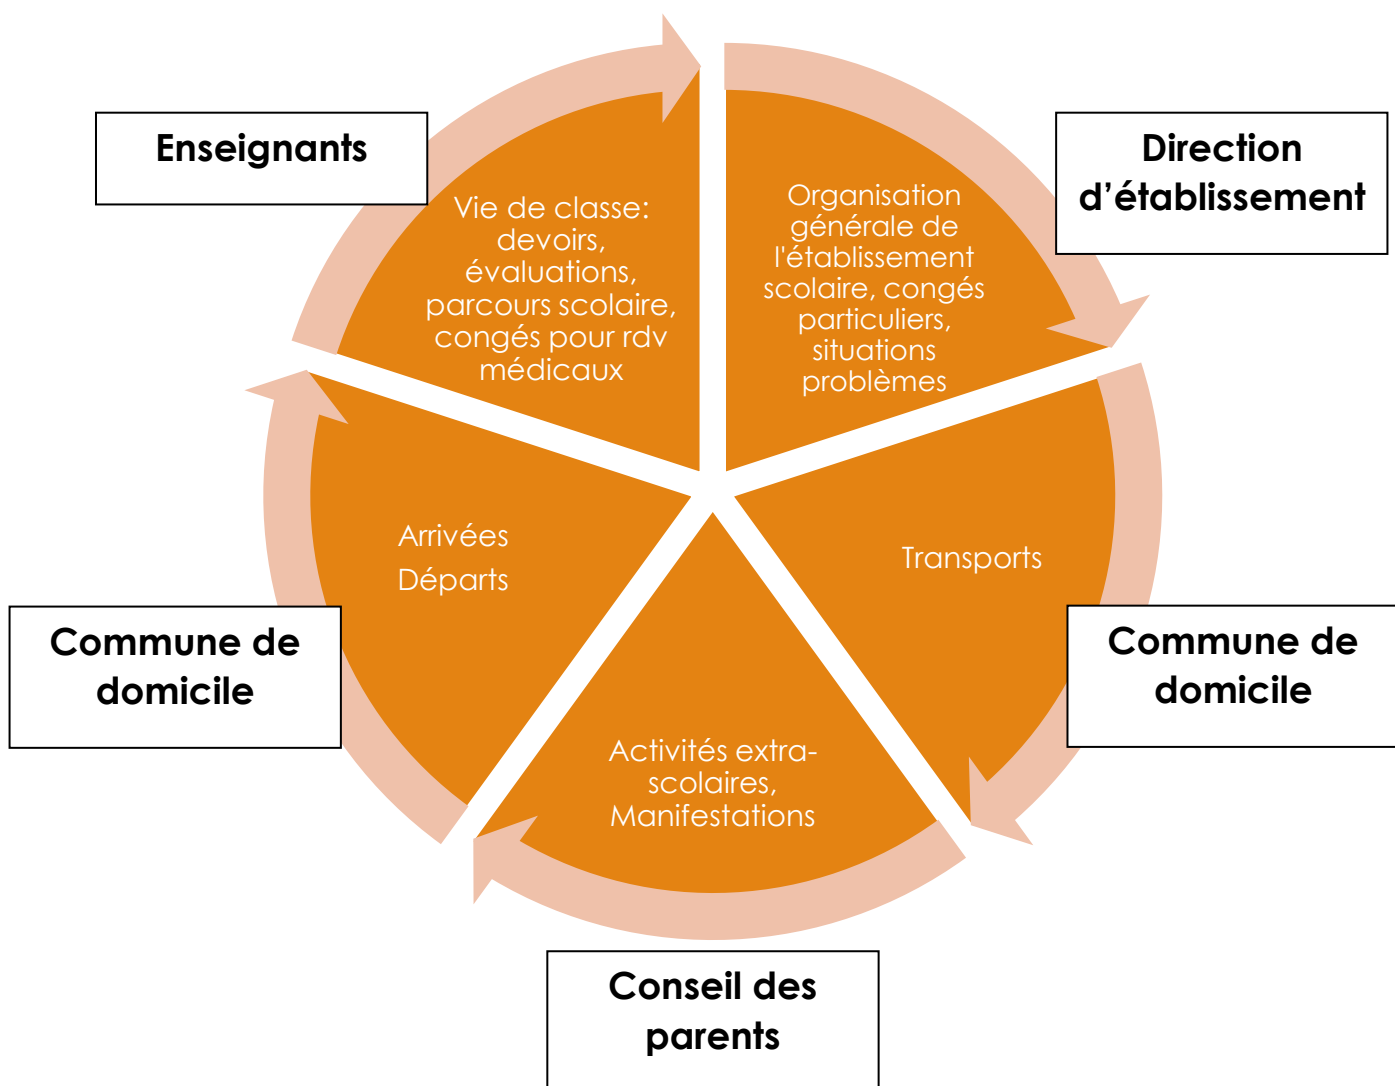 Enseignants
Vie de classe:
devoirs,
évaluations,
parcours scolaire,
congés pour rdv
médicaux
Direction
d’établissement
Organisation
générale de
l'établissement
scolaire, congés
particuliers,
situations
problèmes
Arrivées
Départs
Commune de
domicile
Transports
Commune de
domicile
Activités extra-
scolaires,
Manifestations
Conseil des
parents